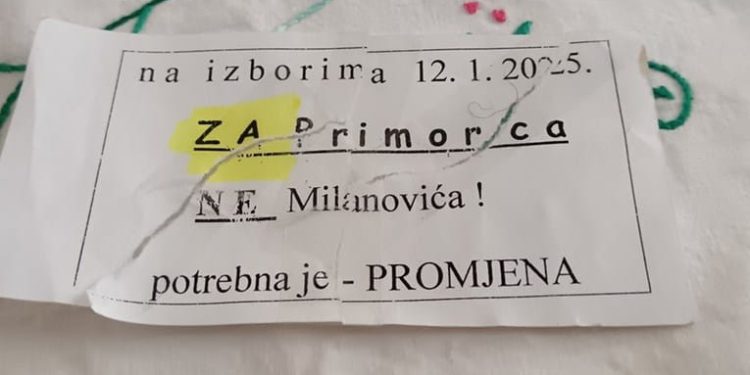 na izborima 12. 1. 2025.
ZA Primorca
NE Milanovića !
potrebna je - PROMJENA